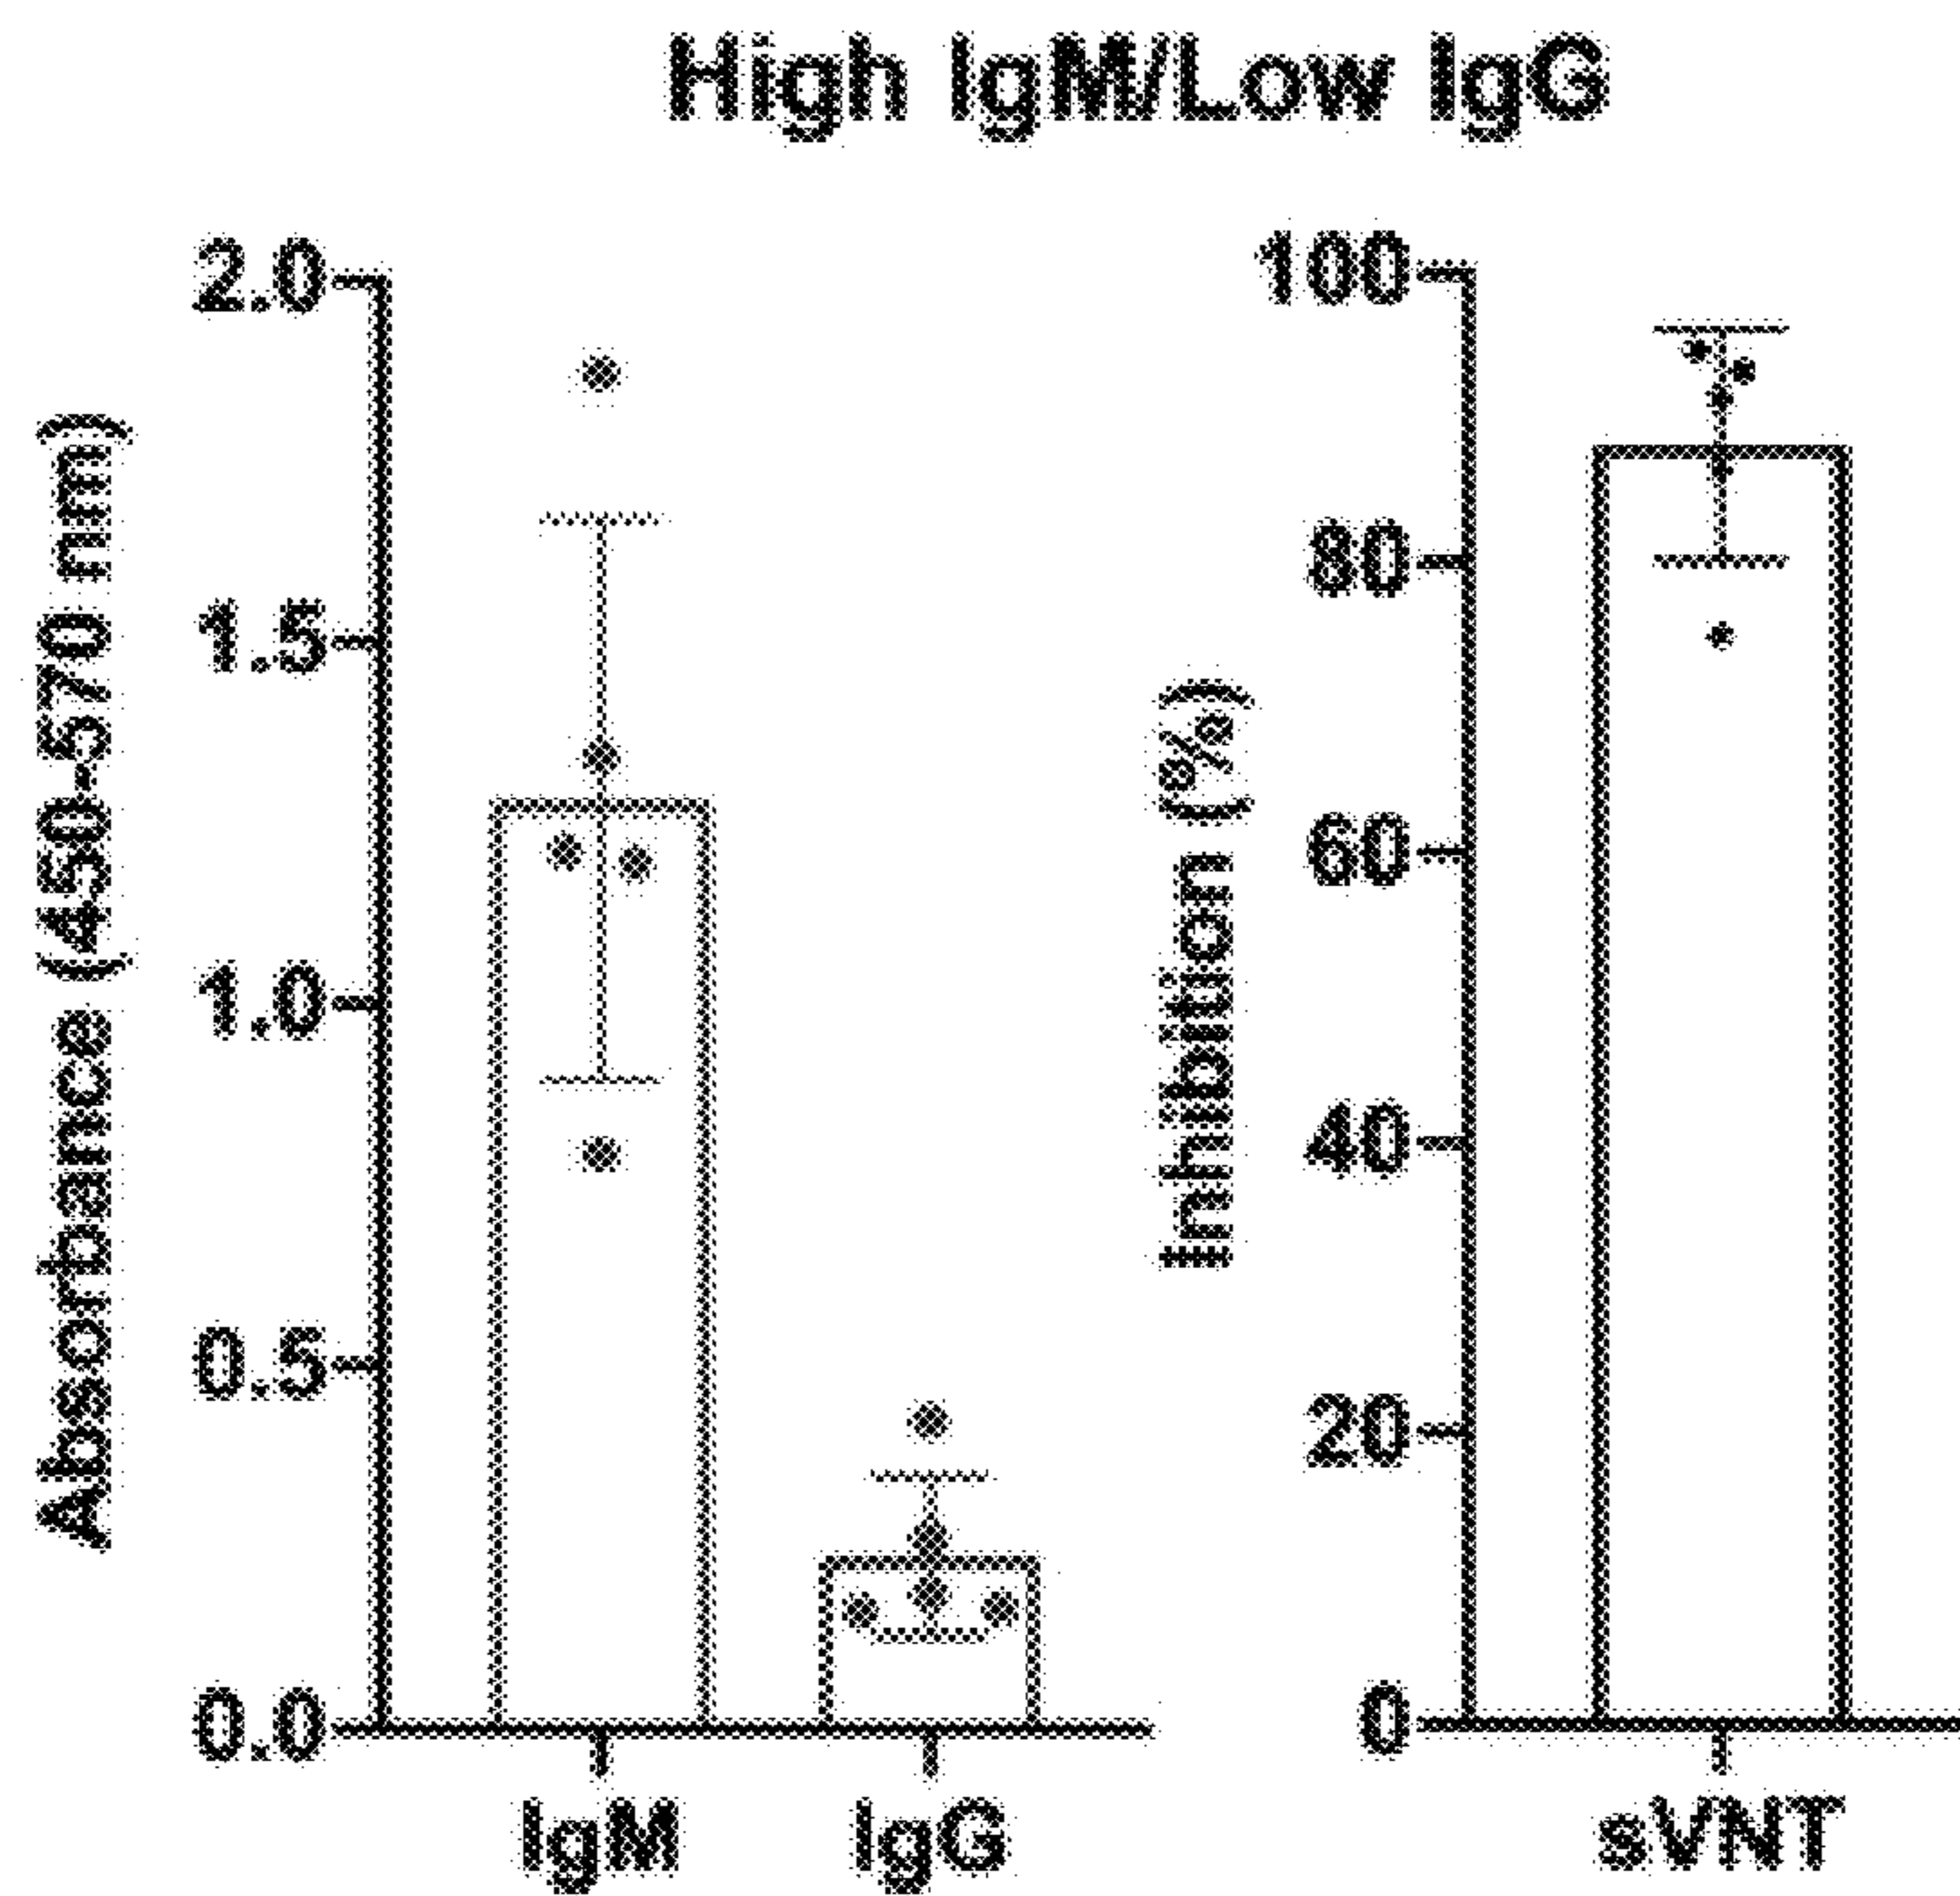 High IgM/Low IgG
Absorbance (450-570 nm)
2.0
1.5
1.0
0.5
0.0
IgM
IgG
Inhibition (%)
100
80
60
40
20
0
sVNT